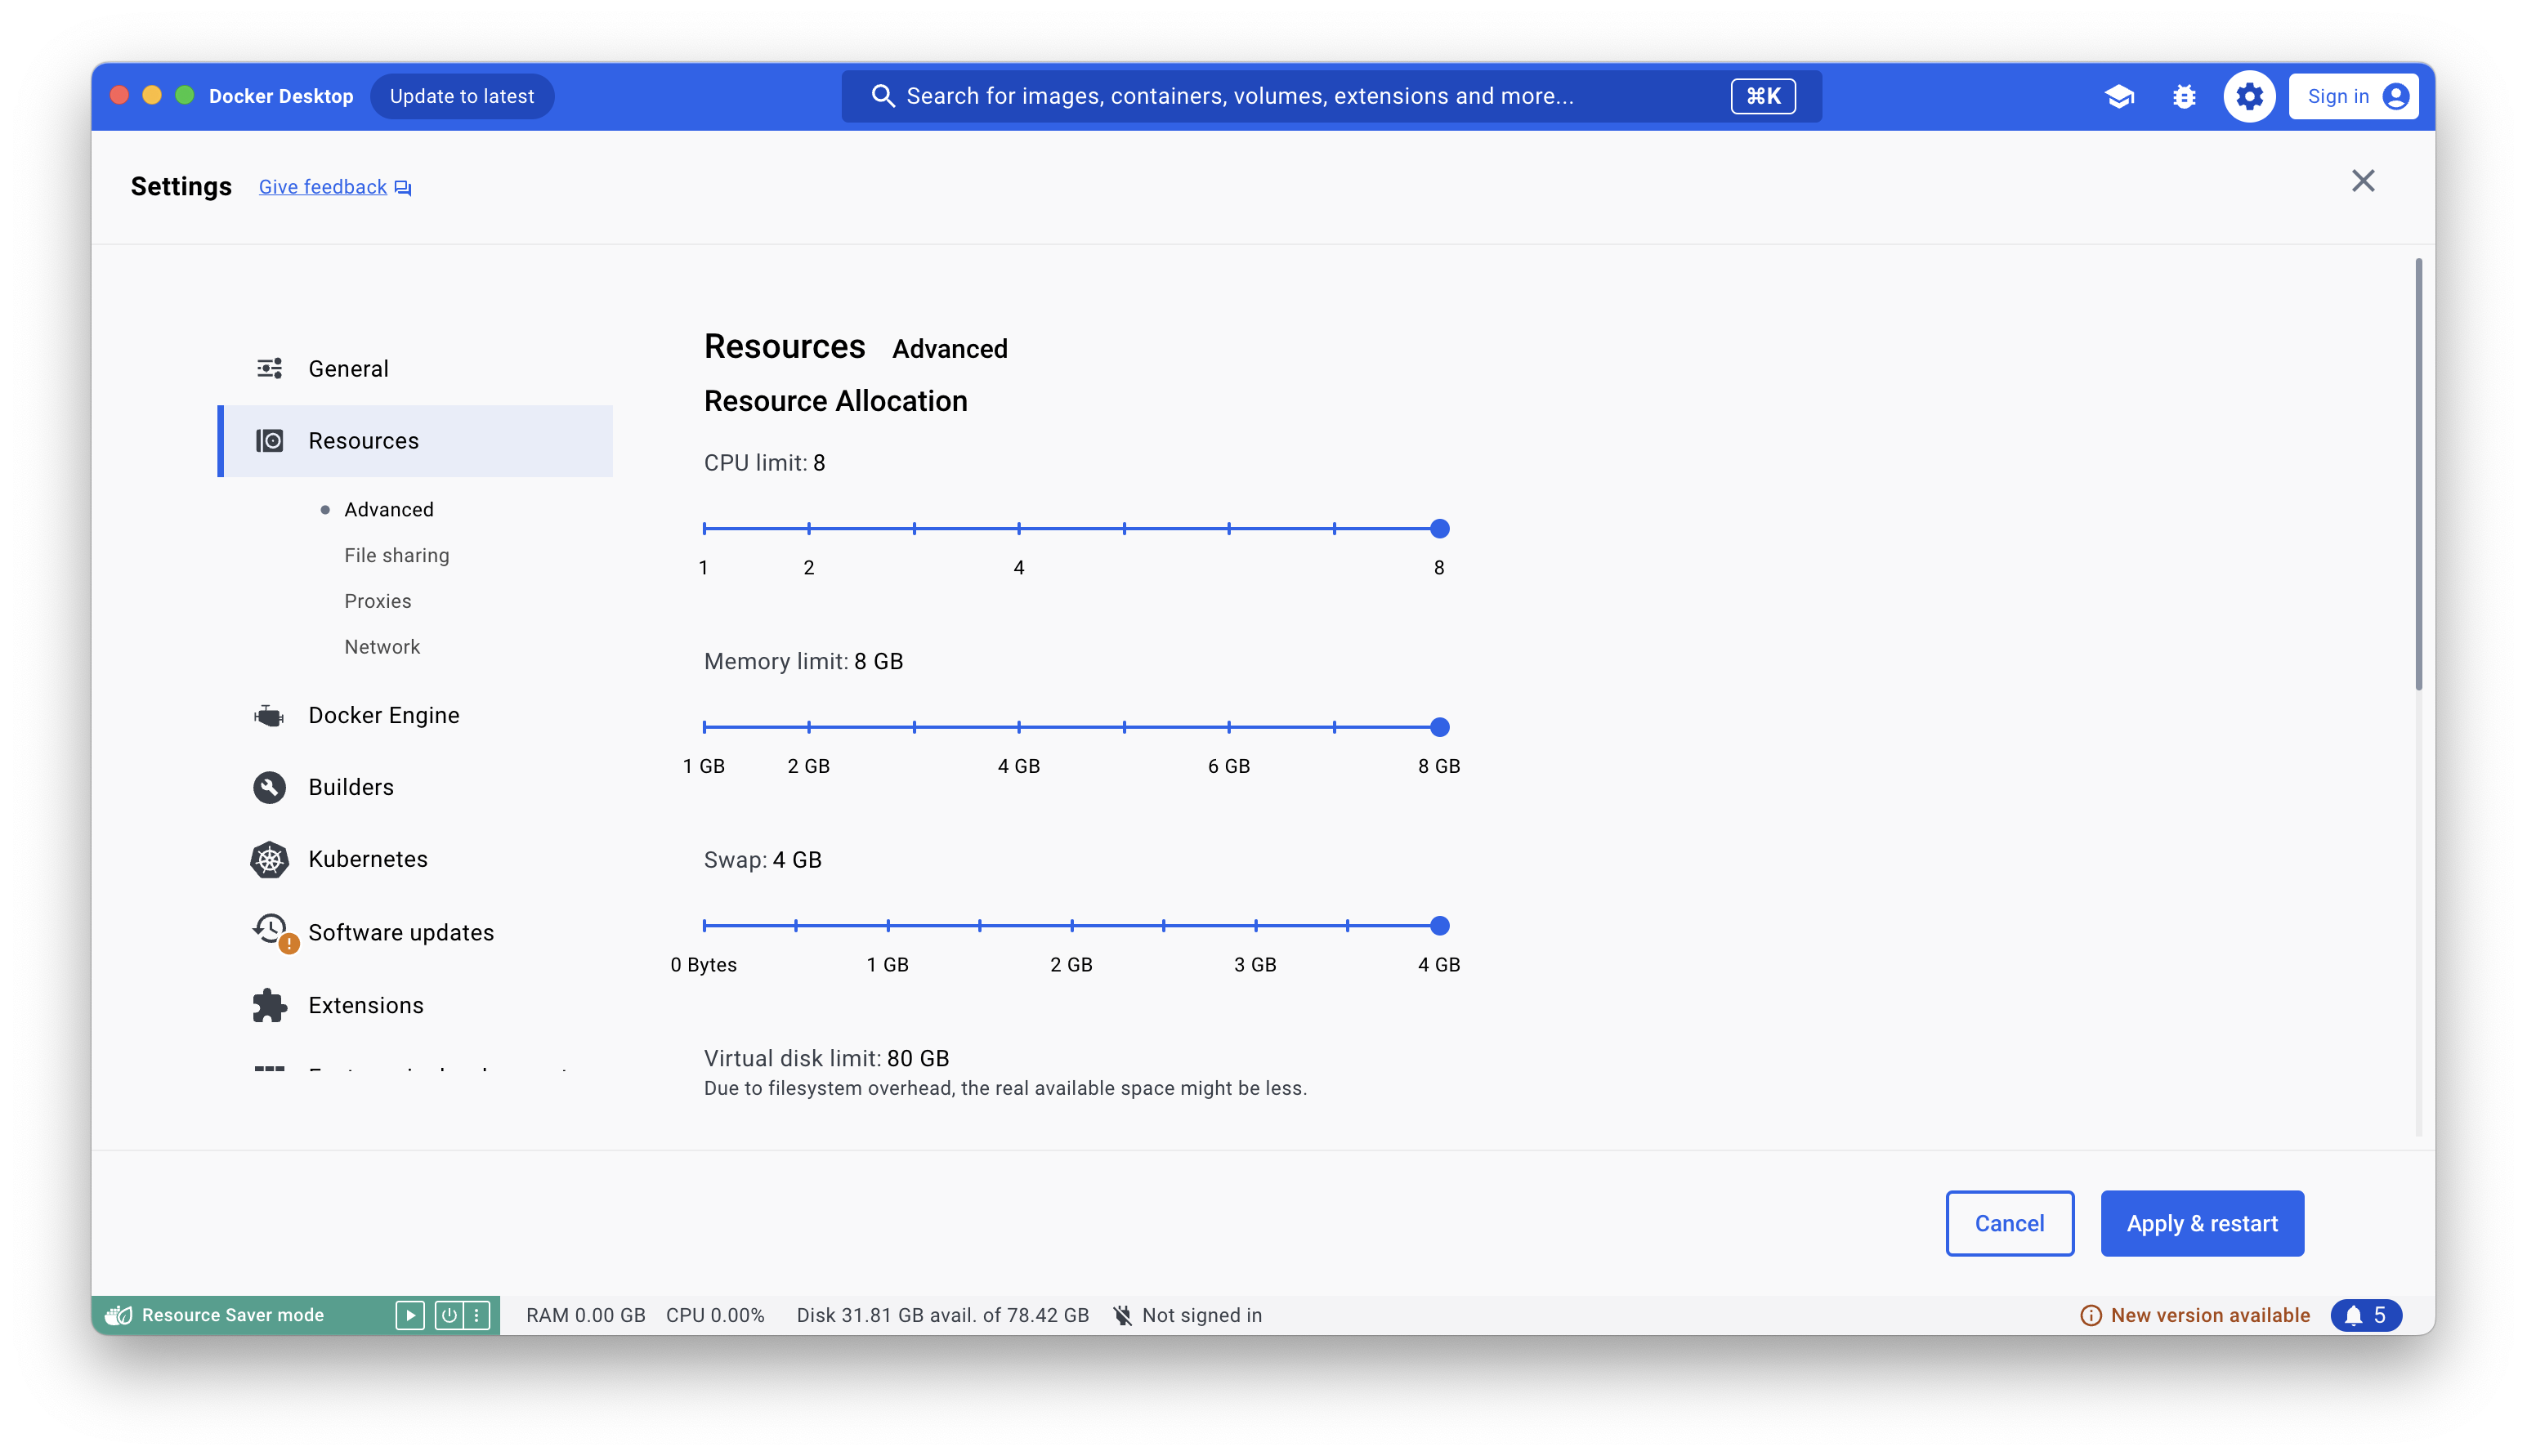 Docker Desktop Update to latest Search for images, containers, volumes, extensions and more... ⌘K Sign in
Settings Give feedback
General
Resources
Advanced
File sharing
Proxies
Network
Docker Engine
Builders
Kubernetes
Software updates
Extensions
Resources Advanced
Resource Allocation
CPU limit: 8
1 2 4 8
Memory limit: 8 GB
1 GB 2 GB 4 GB 6 GB 8 GB
Swap: 4 GB
0 Bytes 1 GB 2 GB 3 GB 4 GB
Virtual disk limit: 80 GB
Due to filesystem overhead, the real available space might be less.
Cancel Apply & restart
Resource Saver mode RAM 0.00 GB CPU 0.00% Disk 31.81 GB avail. of 78.42 GB Not signed in New version available 5